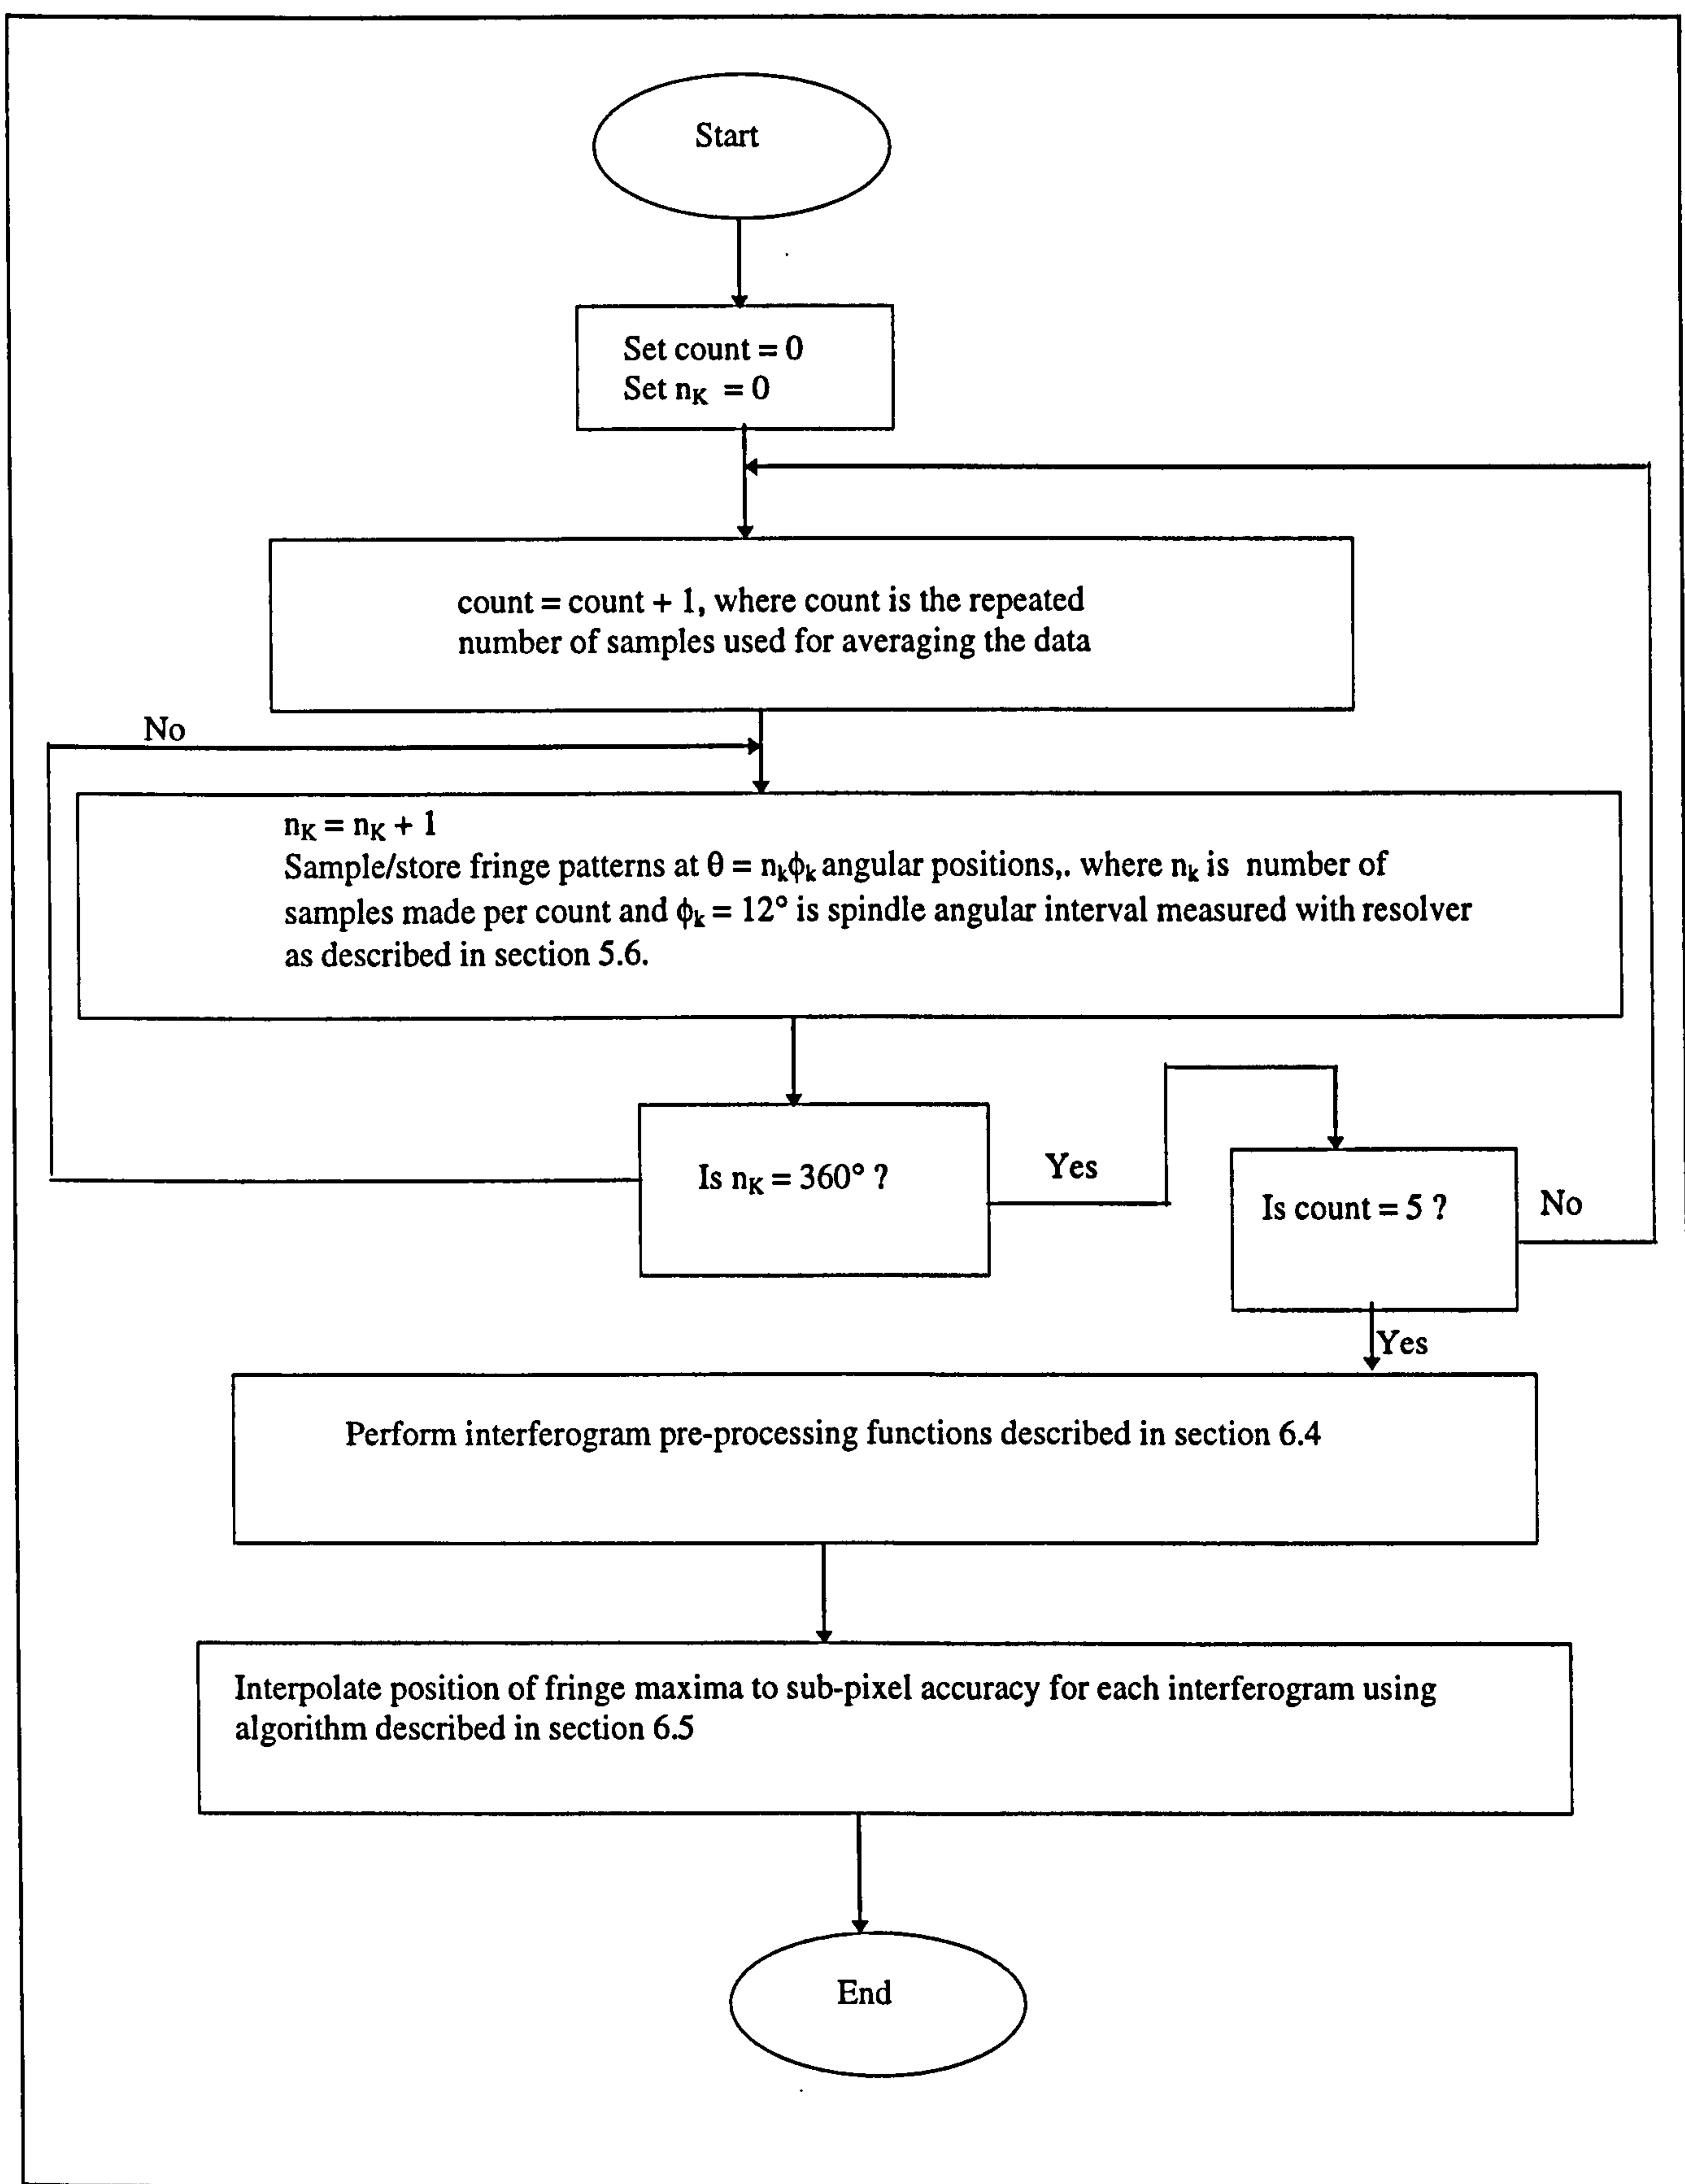 Start
Set count = 0
Set nK = 0
count = count + 1, where count is the repeated
number of samples used for averaging the data
No
nK = nK + 1
Sample/store fringe patterns at θ = nkϕk angular positions,. where nk is number of
samples made per count and ϕk = 12° is spindle angular interval measured with resolver
as described in section 5.6.
Is nK = 360° ?
Yes
Is count = 5 ?
No
Yes
Perform interferogram pre-processing functions described in section 6.4
Interpolate position of fringe maxima to sub-pixel accuracy for each interferogram using
algorithm described in section 6.5
End